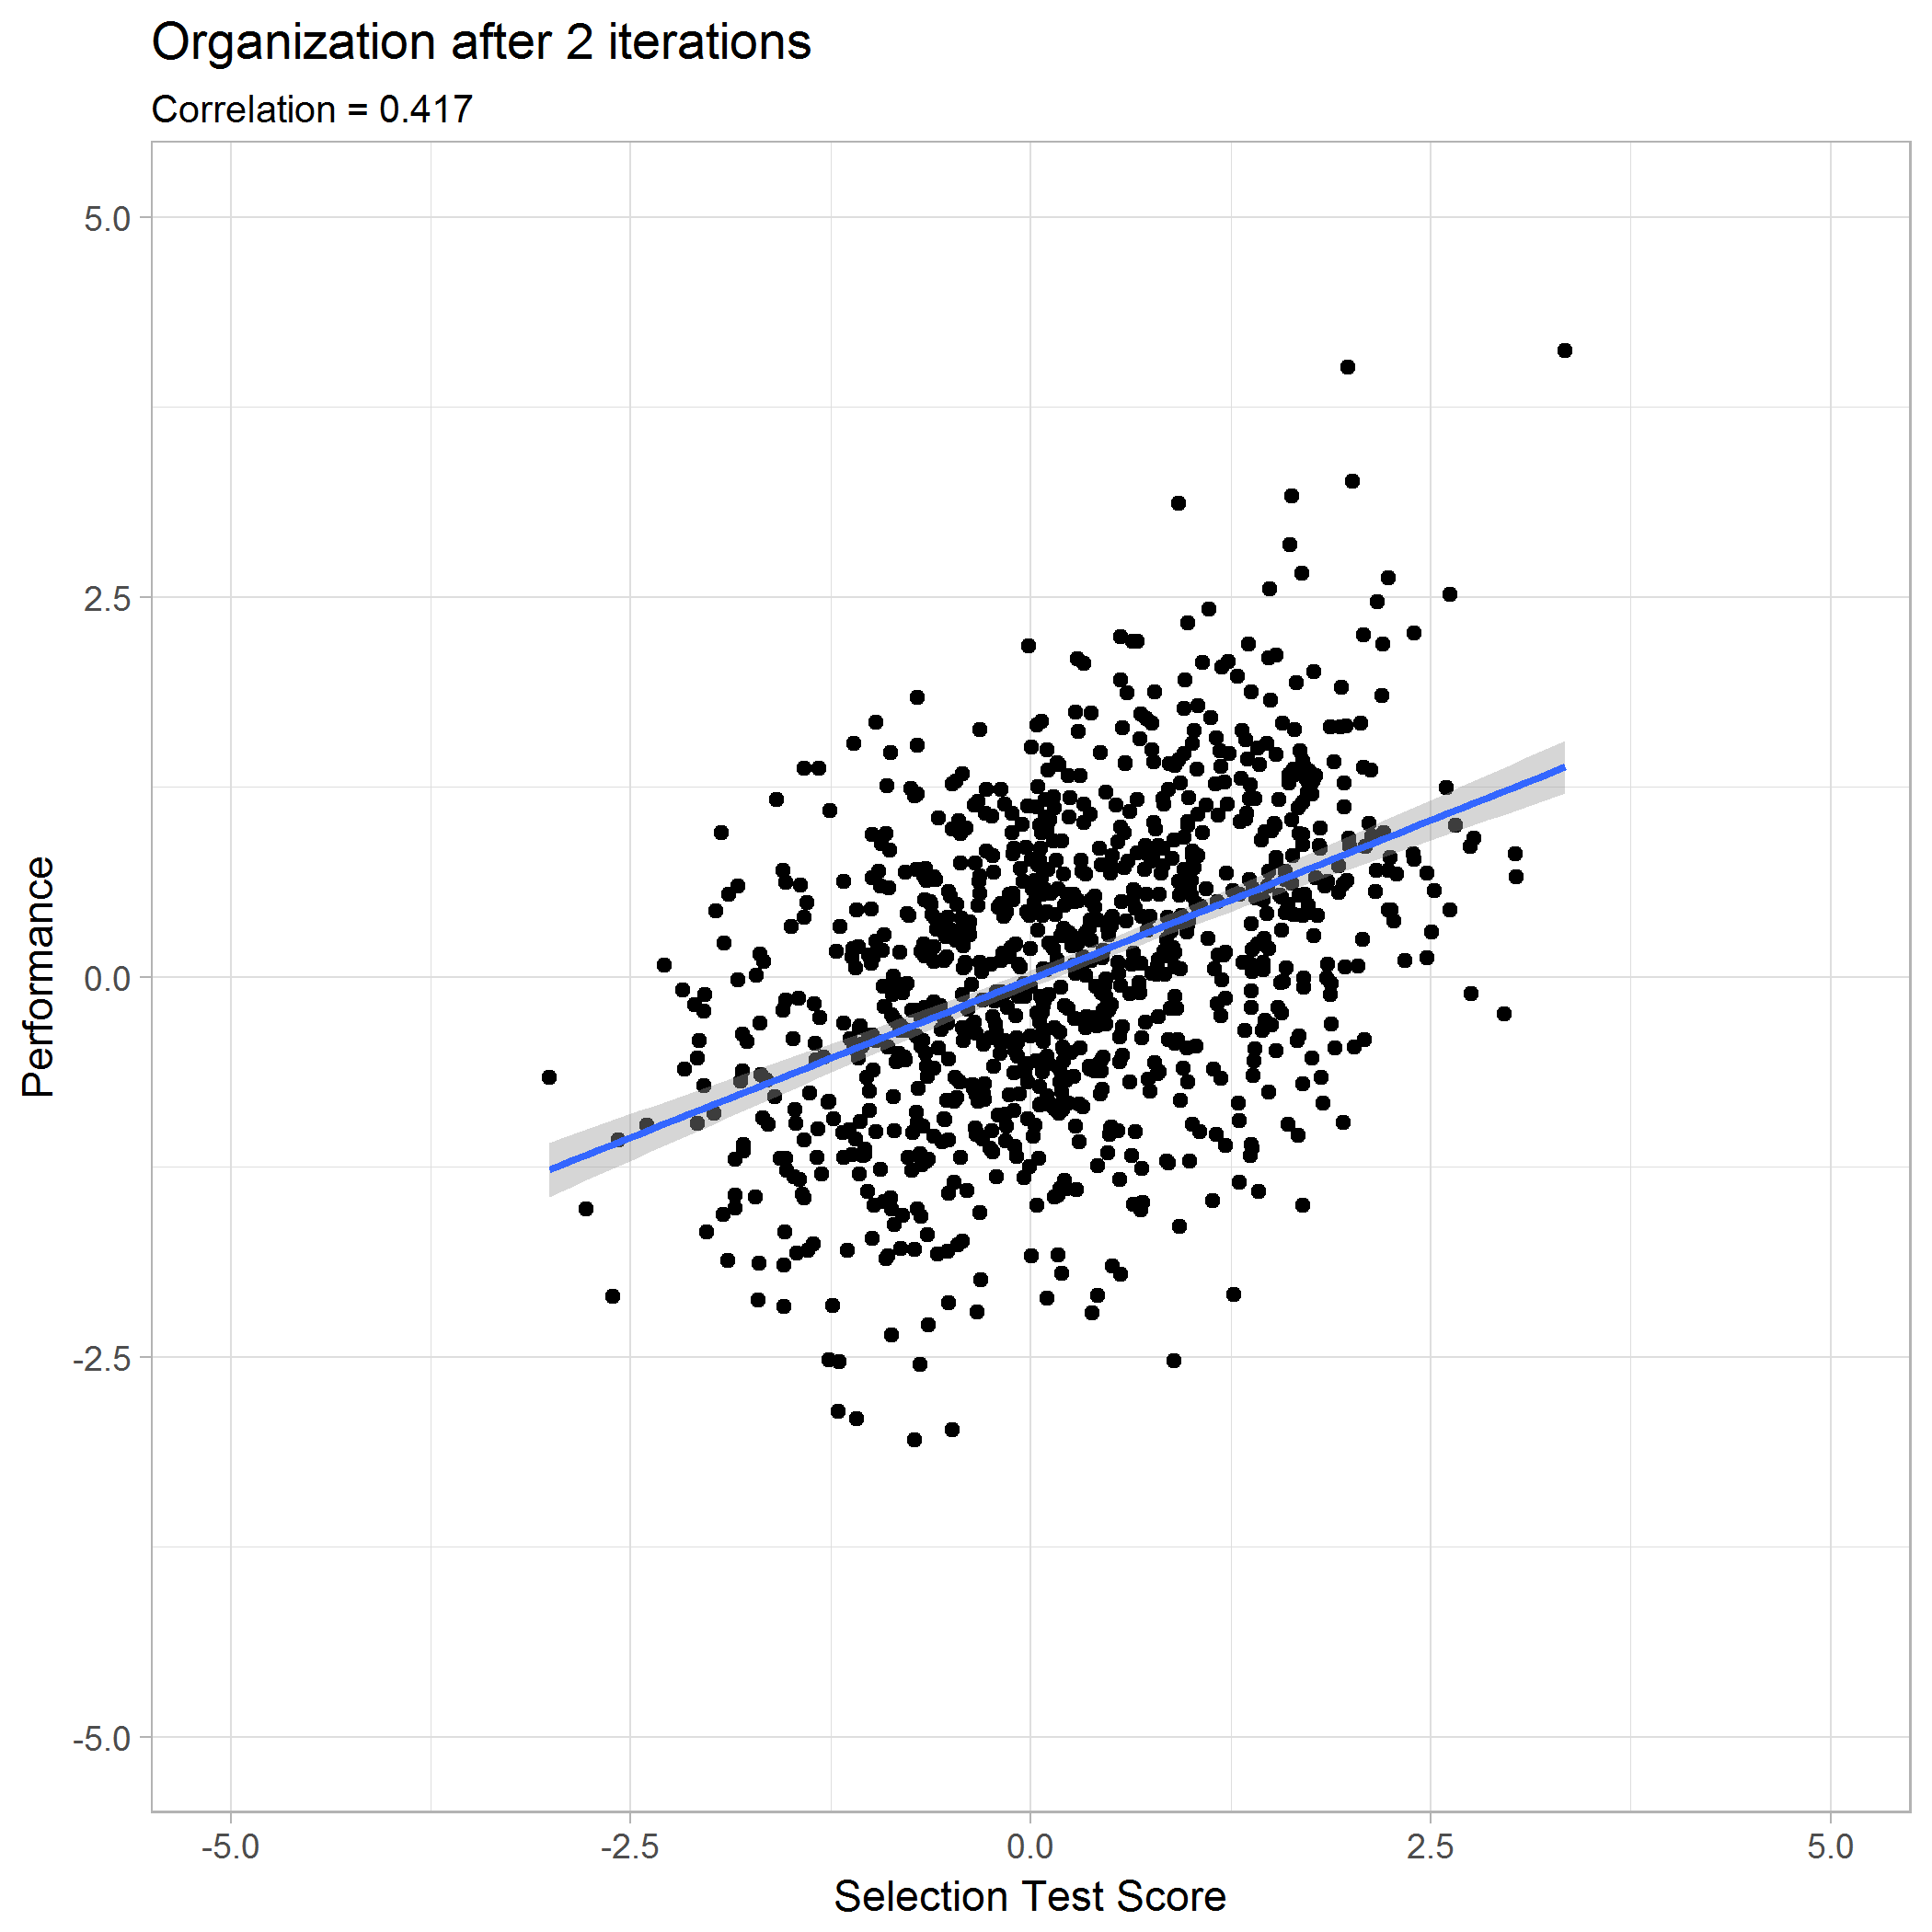 Organization after 2 iterations
Correlation = 0.417
5.0
2.5
0.0
-2.5
-5.0
Performance
-5.0
-2.5
0.0
2.5
5.0
Selection Test Score